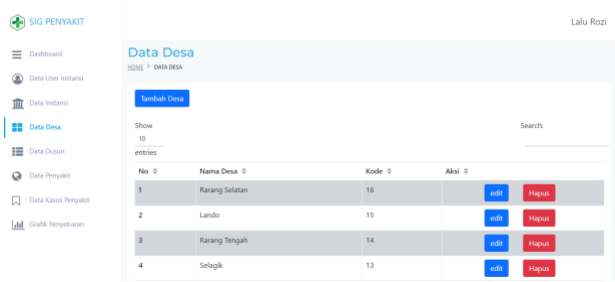 SIG PENYAKIT
Lalu Rozi
Dashboard
Data User Instansi
Data Instansi
Data Desa
Data Dusun
Data Penyakit
Data Kasus Penyakit
Grafik Penyebaran
Data Desa
HOME > DATA DESA
Tambah Desa
Show
10
entries
Search:
No Nama Desa Kode Aksi
1 Rarang Selatan 16 edit Hapus
2 Lando 15 edit Hapus
3 Rarang Tengah 14 edit Hapus
4 Selagik 13 edit Hapus